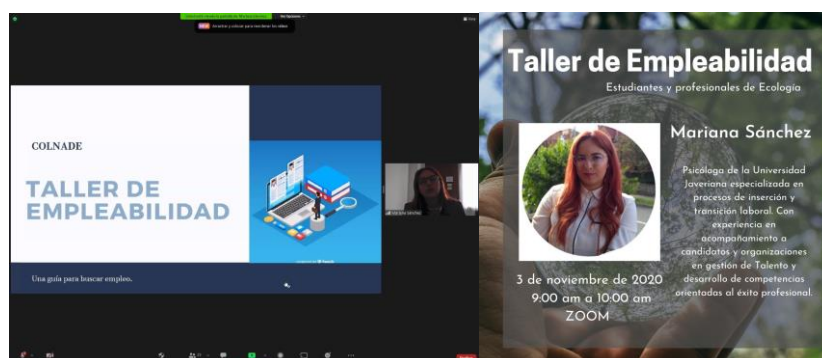 COLNADE
TALLER DE
EMPLEABILIDAD
Una guía para buscar empleo.
Taller de Empleabilidad
Estudiantes y profesionales de Ecología
Mariana Sánchez
Psicóloga de la Universidad
Javeriana especializada en
procesos de inserción y
transición laboral. Con
experiencia en
acompañamiento a
candidatos y organizaciones
en gestión de Talento y
desarrollo de competencias
orientadas al éxito profesional.
3 de noviembre de 2020
9:00 am a 10:00 am
ZOOM